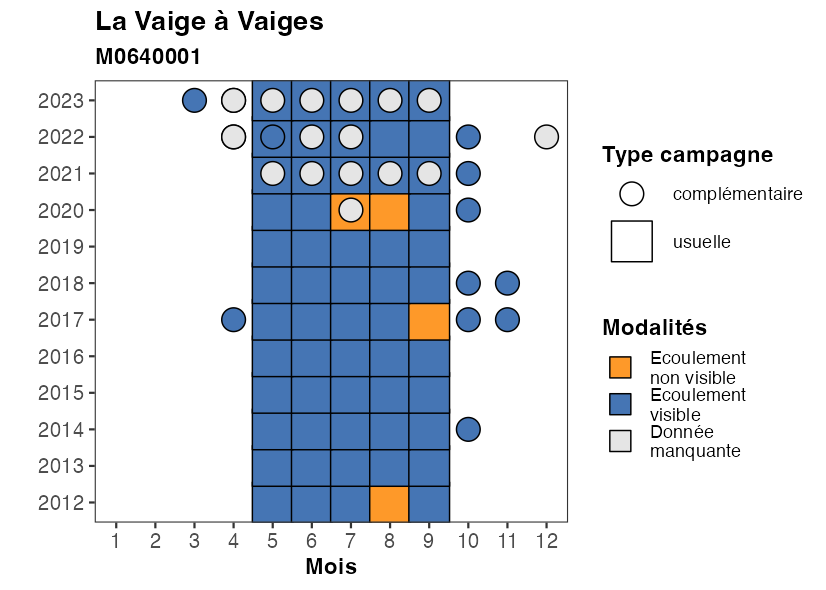 La Vaige à Vaiges
M0640001
2023
2022
2021
2020
2019
2018
2017
2016
2015
2014
2013
2012
1 2 3 4 5 6 7 8 9 10 11 12
Mois
Type campagne
complémentaire
usuelle
Modalités
Ecoulement
non visible
Ecoulement
visible
Donnée
manquante